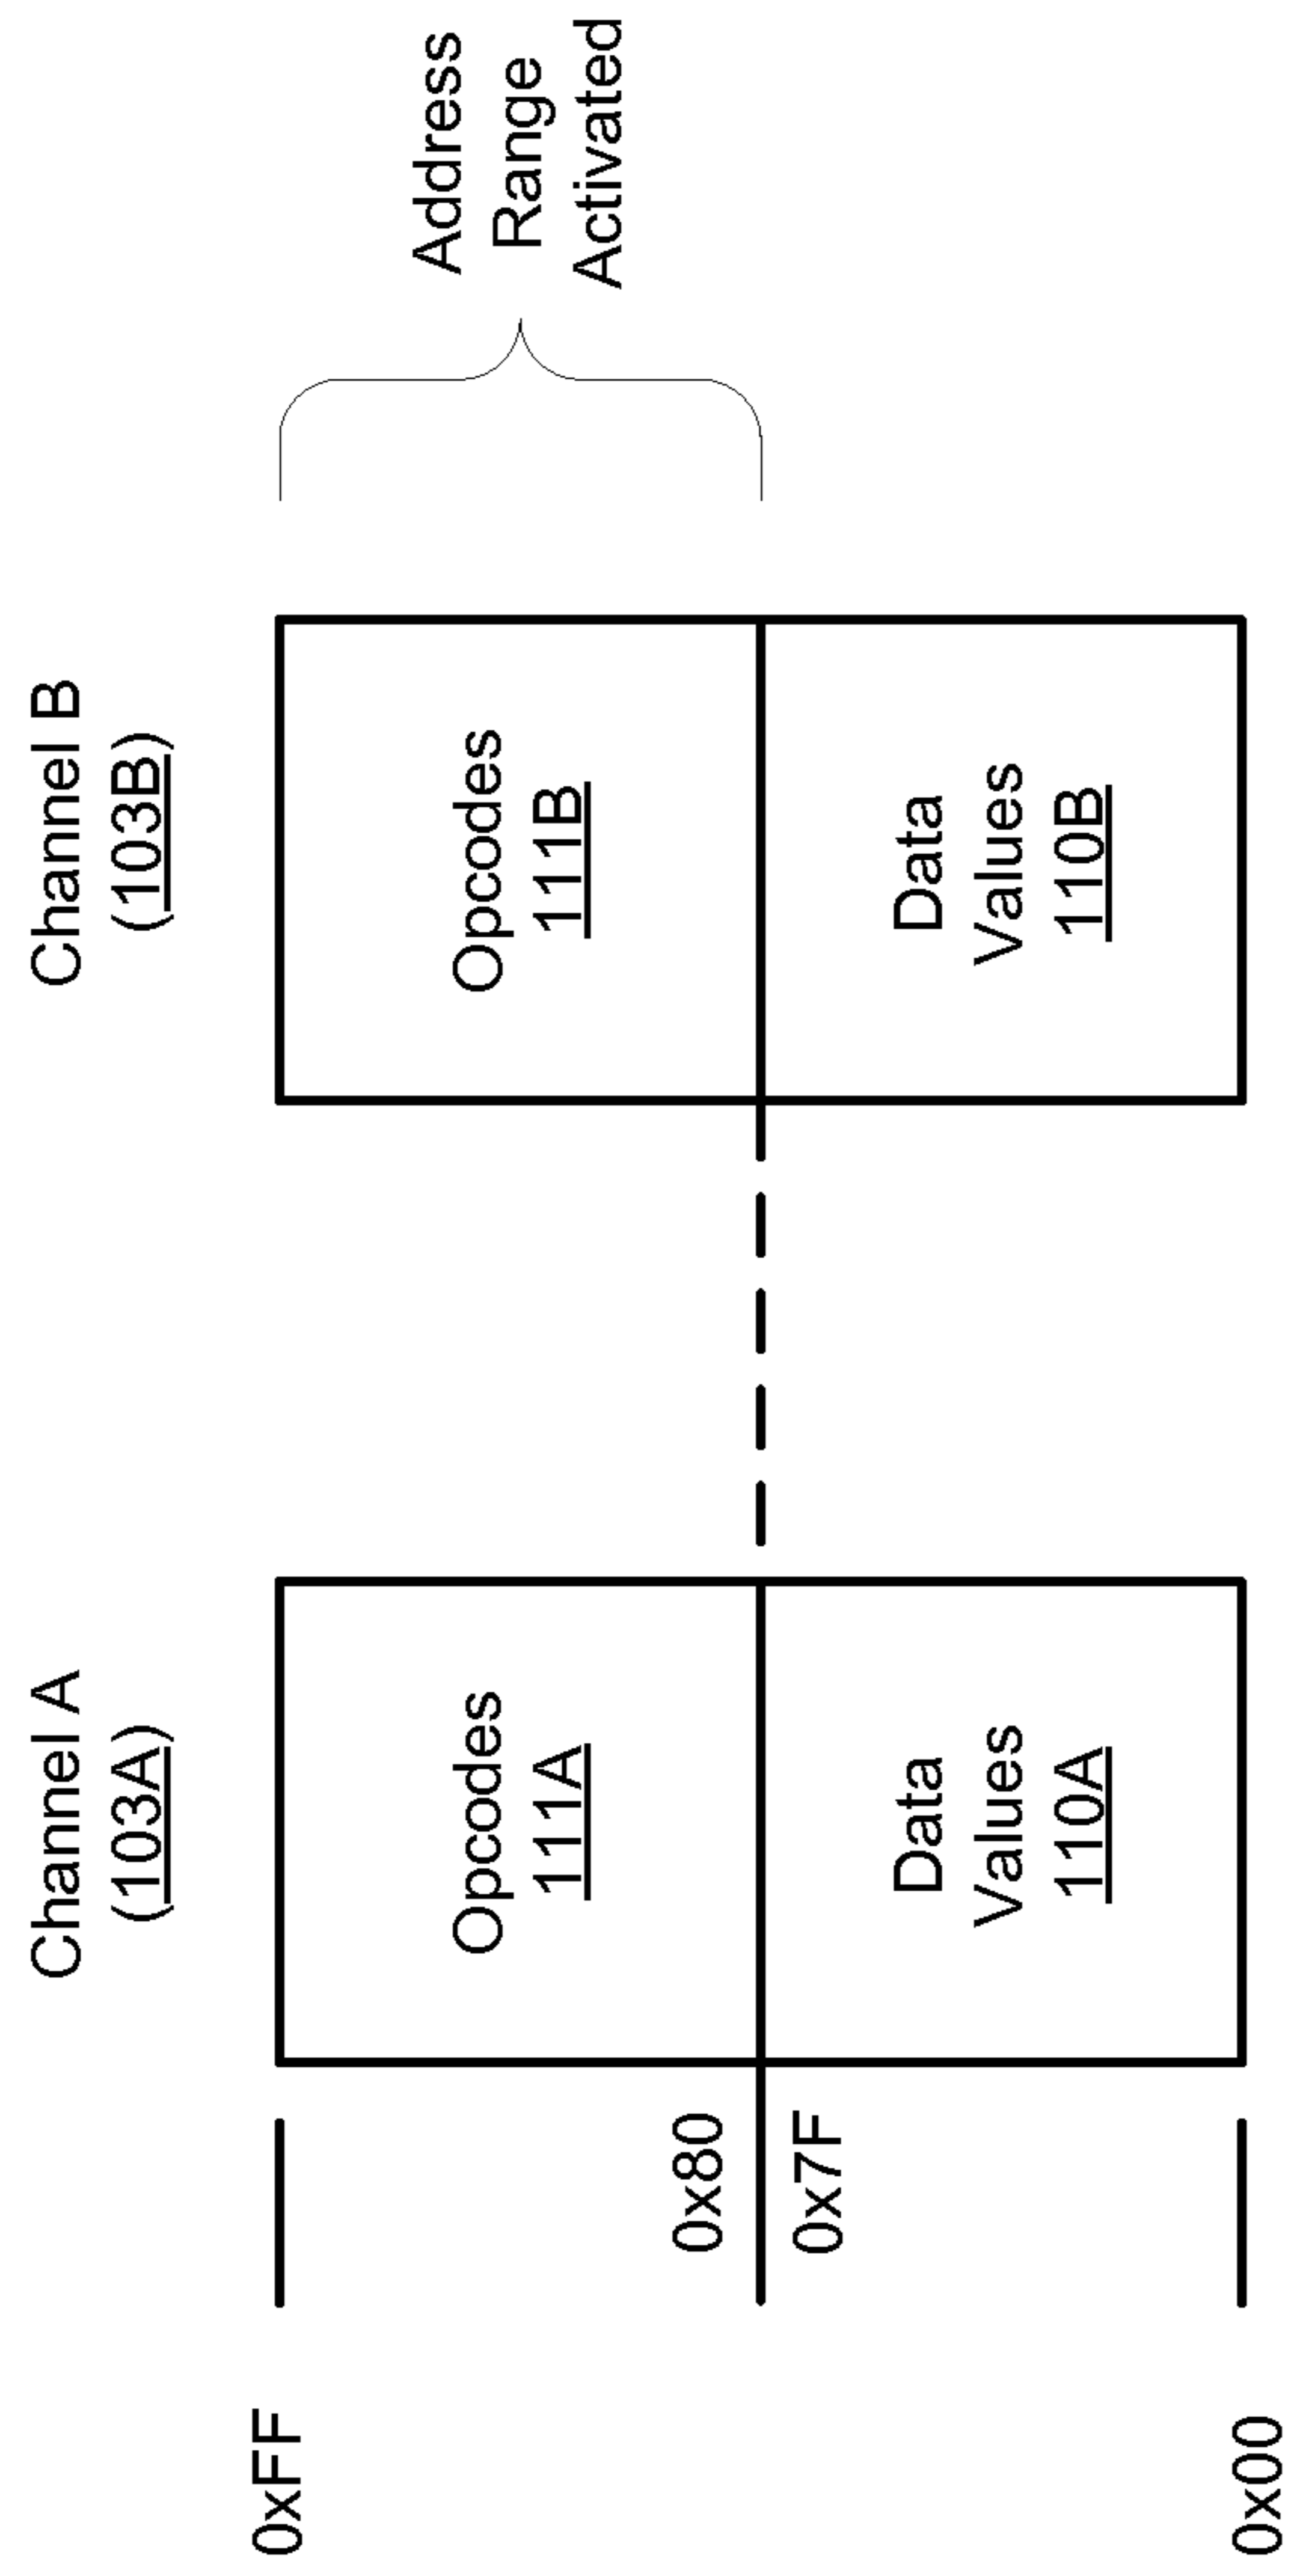 Channel A
(103A)
Channel B
(103B)
0xFF
Opcodes
111A
Opcodes
111B
Address
Range
Activated
0x80
0x7F
Data
Values
110A
Data
Values
110B
0x00